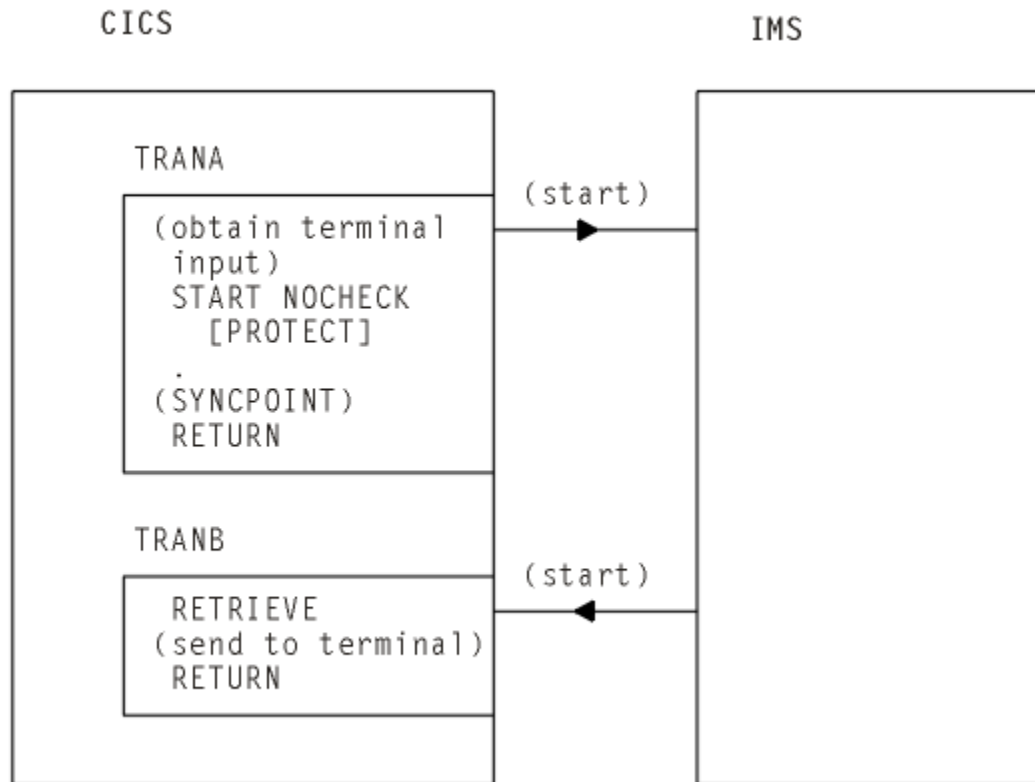 CICS
IMS
TRANA
(start)
(obtain terminal
input)
START NOCHECK
[PROTECT]
.
(SYNCPOINT)
RETURN
TRANB
(start)
RETRIEVE
(send to terminal)
RETURN